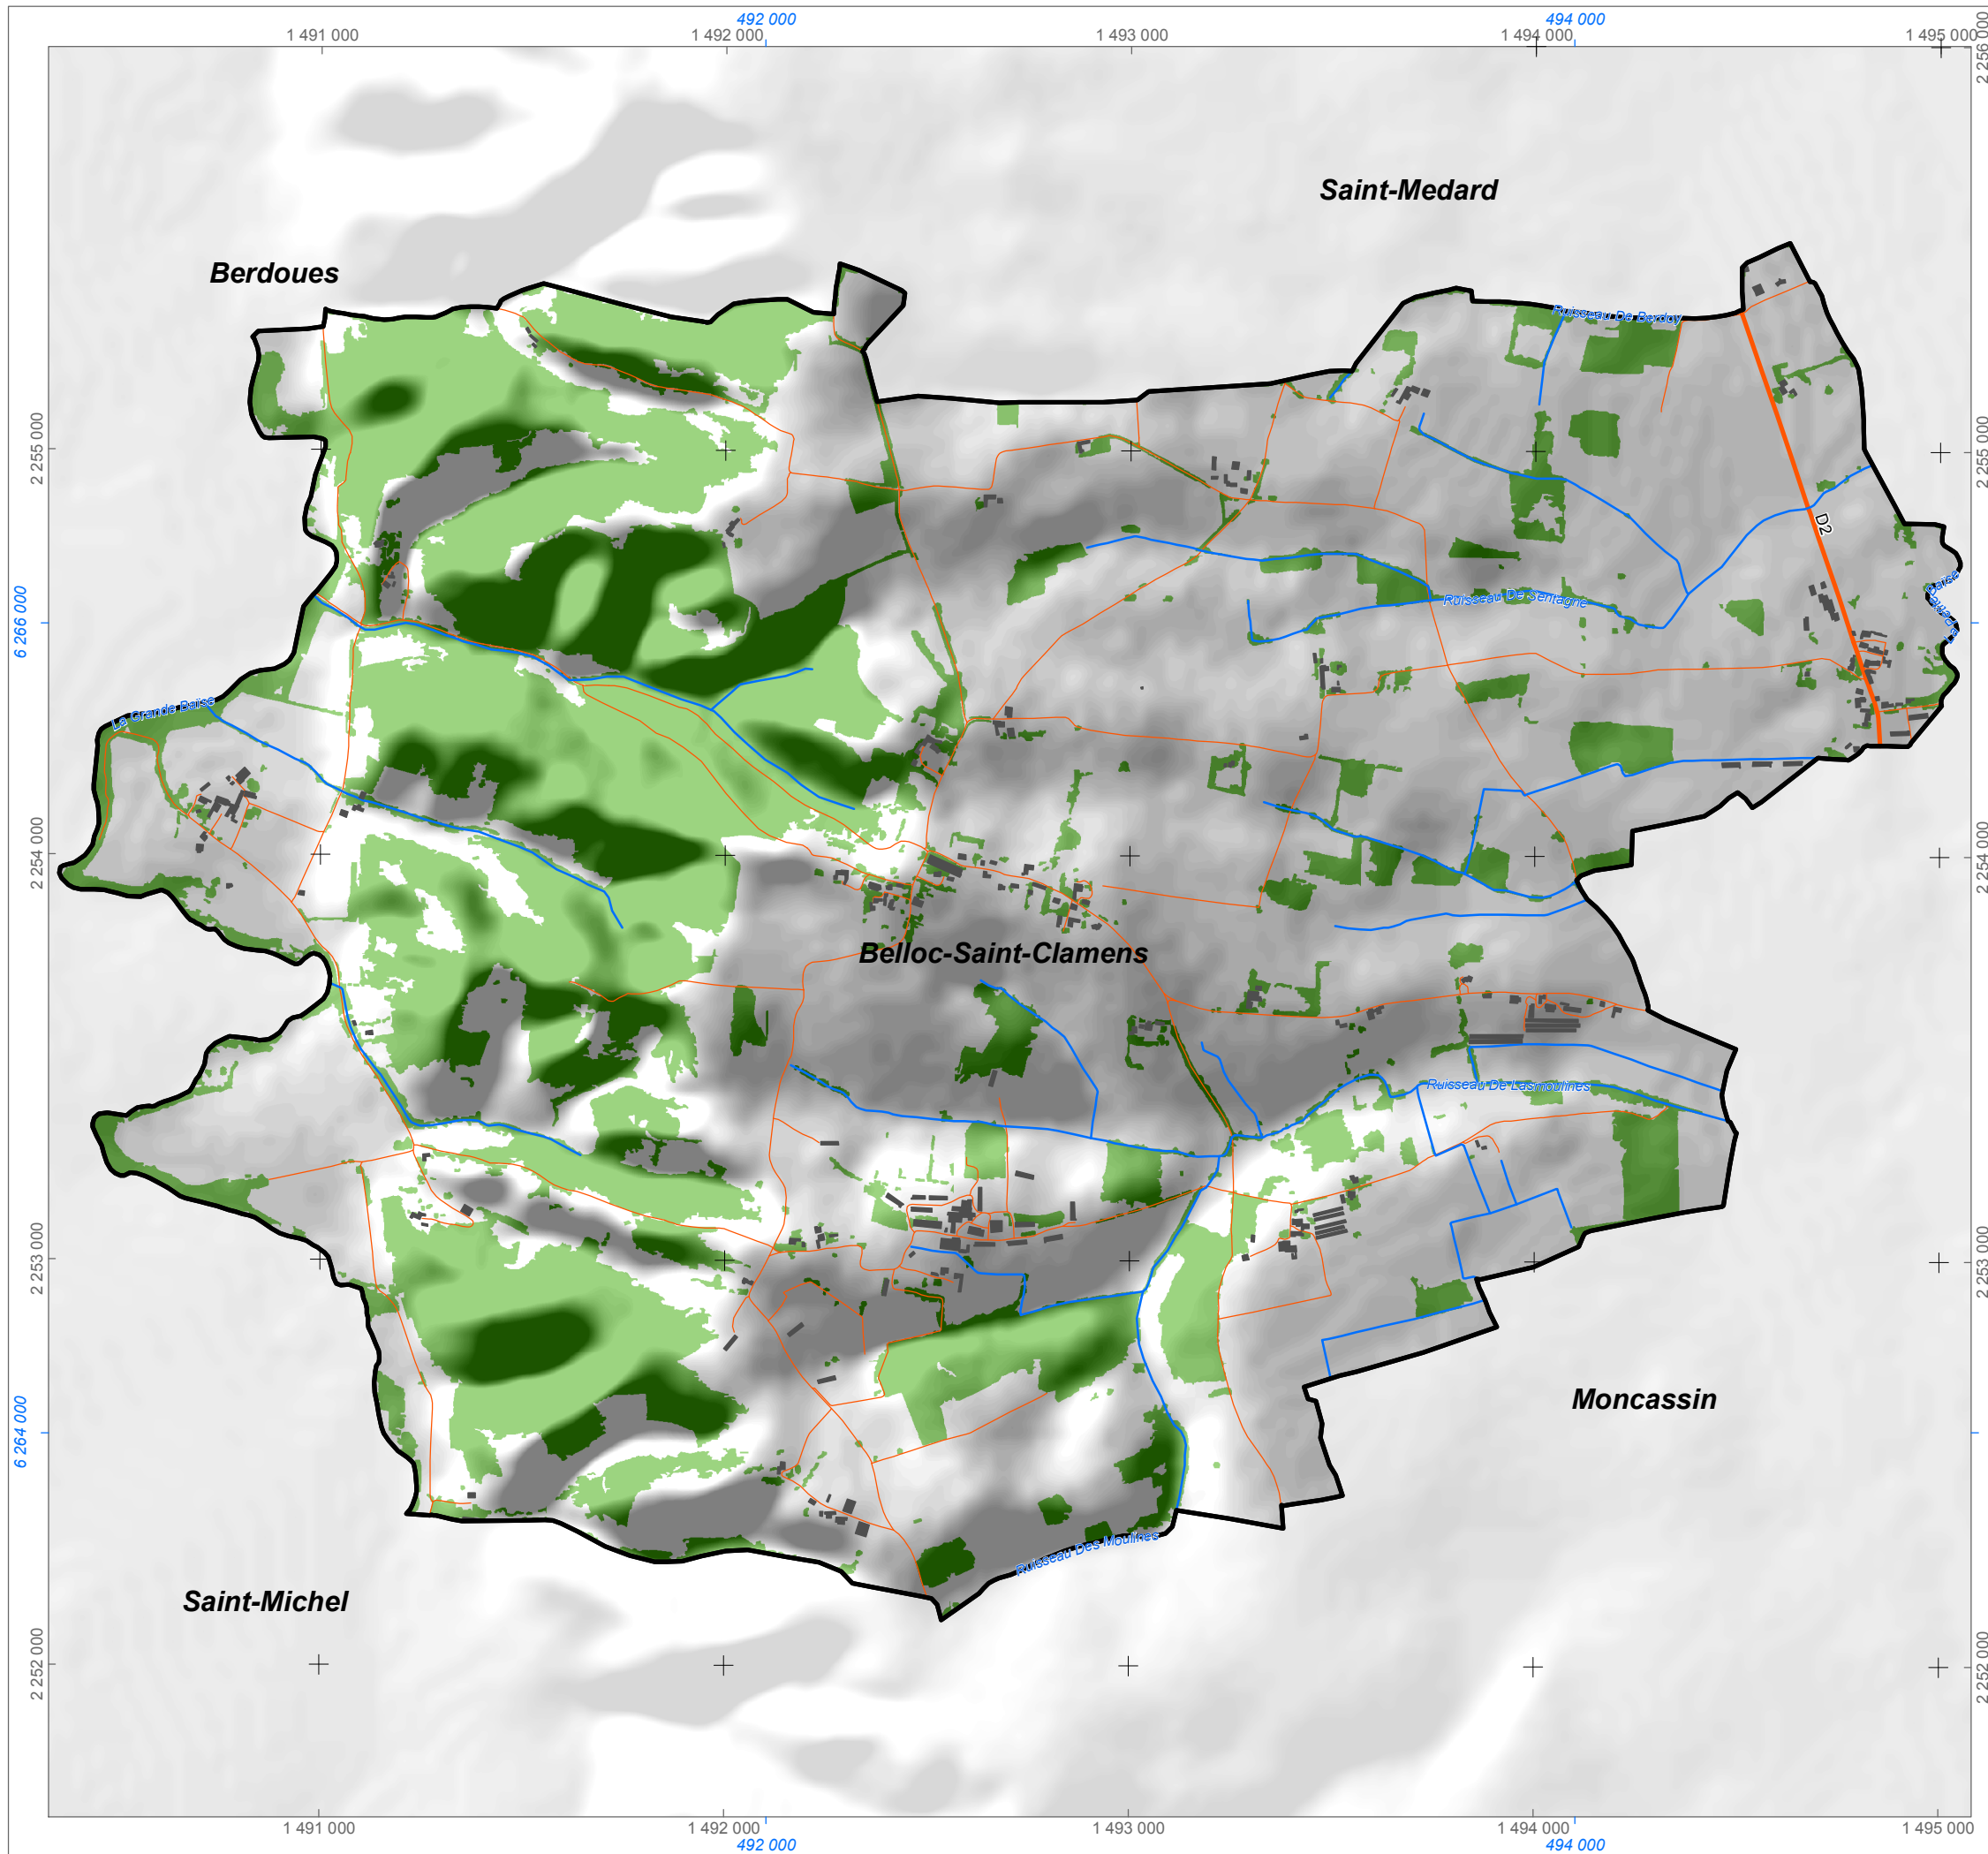 492 000
494 000
1 491 000
1 492 000
1 493 000
1 494 000
1 495 000
2 256 000
Saint-Medard
Berdoues
Ruisseau De Berduy
2 255 000
2 255 000
D2
Baïse
6 266 000
Ruisseau De Sentagne
La Grande Baïse
2 254 000
2 254 000
Belloc-Saint-Clamens
Ruisseau De Lasmoulines
2 253 000
2 253 000
Moncassin
6 264 000
Ruisseau Des Moulines
Saint-Michel
2 252 000
2 252 000
1 491 000
1 492 000
1 493 000
1 494 000
1 495 000
492 000
494 000